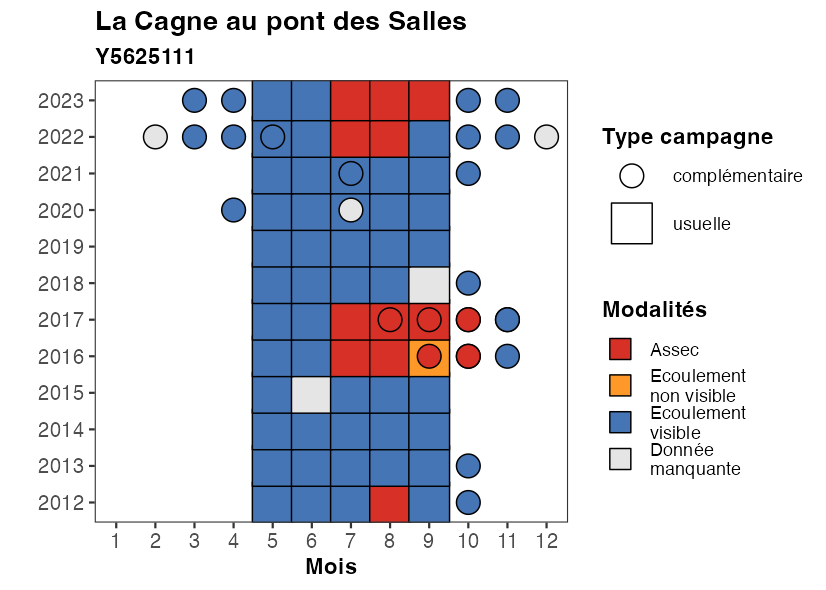 La Cagne au pont des Salles
Y5625111
2023
2022
2021
2020
2019
2018
2017
2016
2015
2014
2013
2012
1 2 3 4 5 6 7 8 9 10 11 12
Mois
Type campagne
complémentaire
usuelle
Modalités
Assec
Ecoulement
non visible
Ecoulement
visible
Donnée
manquante